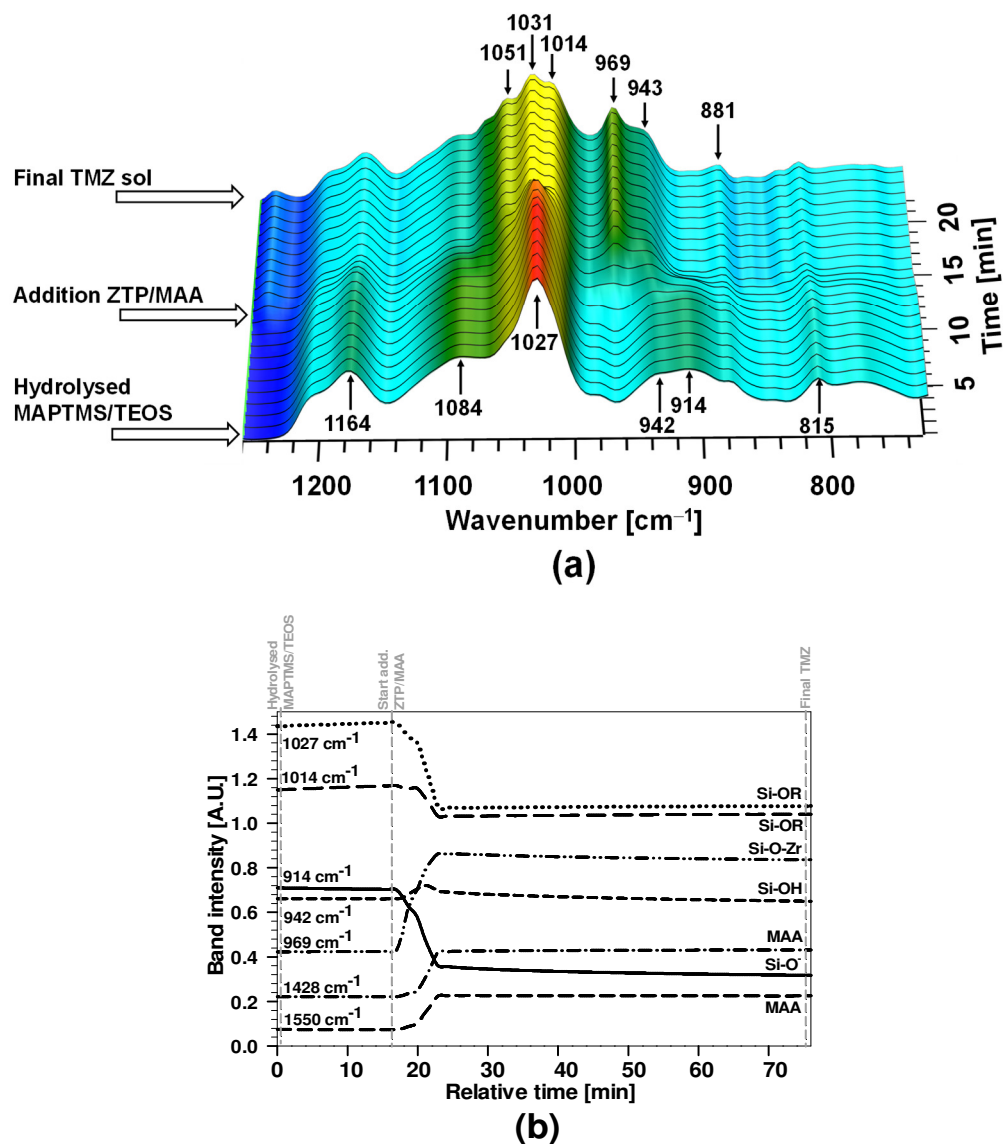 1031
1051 1014
969
943
881
Final TMZ sol
Addition ZTP/MAA
Hydrolysed
MAPTMS/TEOS
1164
1084
1027
942
914
815
5
10
15
20
Time [min]
1200 1100 1000 900 800
Wavenumber [cm⁻¹]
(a)
Hydrolysed
MAPTMS/TEOS
Start add.
ZTP/MAA
Final TMZ
1.4
1.2
1.0
0.8
0.6
0.4
0.2
0.0
Band intensity [A.U.]
1027 cm-1
1014 cm-1
914 cm-1
942 cm-1
969 cm-1
1428 cm-1
1550 cm-1
Si-OR
Si-OR
Si-O-Zr
Si-OH
MAA
Si-O-
MAA
0 10 20 30 40 50 60 70
Relative time [min]
(b)